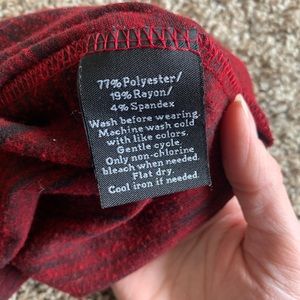 77%Polyester/
19%Rayon/
4%Spandex
Wash before wearing.
Machine wash cold
with like colors.
Gentle cycle.
Only non-chlorine
bleach when needed.
Flat dry.
Cool iron if needed.